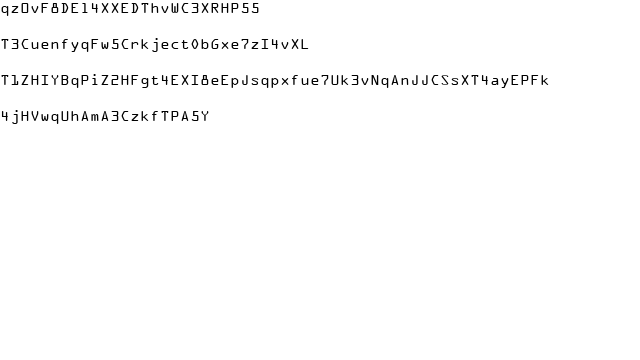 qzOvF8DE14XXEDThvWC3XRHP55
T3CuenfyqFw5Crkject0bGxe7zI4vXL
T1ZHIYBqPiZ2HFgt4EXI8eEpJsqpxfue7Uk3vNqAnJJCSsXT4ayEPFk
4jHVwqUhAmA3CzkfTPA5Y